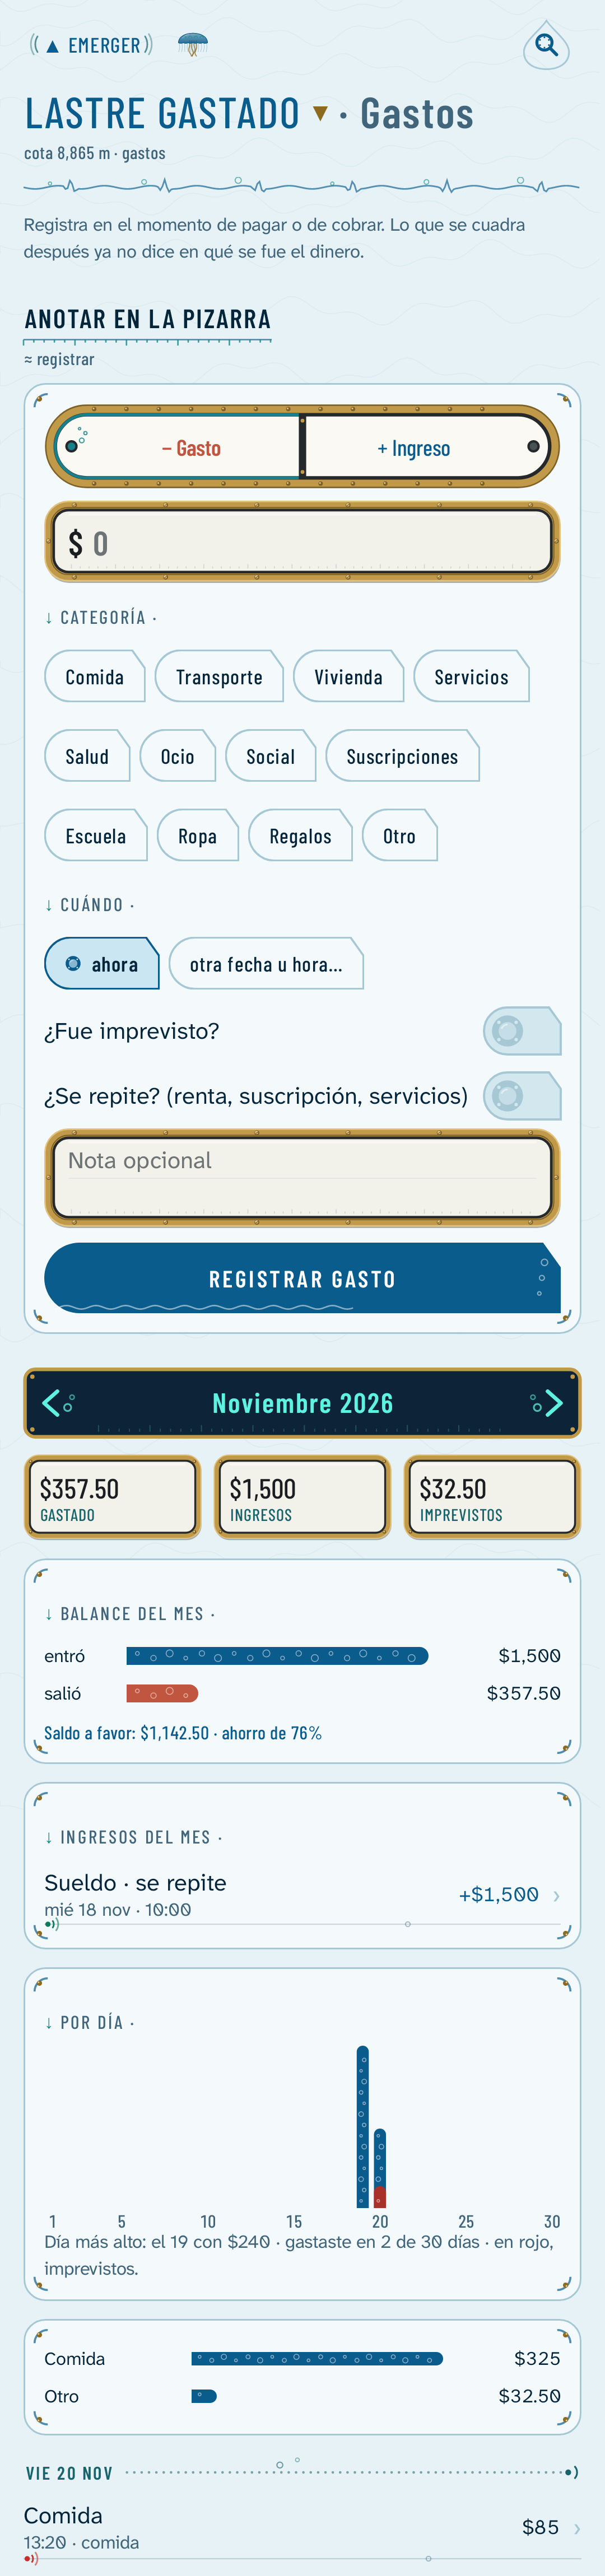 ▲ EMERGER
LASTRE GASTADO ▼ · Gastos
cota 8,865 m · gastos
Registra en el momento de pagar o de cobrar. Lo que se cuadra
después ya no dice en qué se fue el dinero.
ANOTAR EN LA PIZARRA
≈ registrar
− Gasto
+ Ingreso
$ 0
↓ CATEGORÍA ·
Comida
Transporte
Vivienda
Servicios
Salud
Ocio
Social
Suscripciones
Escuela
Ropa
Regalos
Otro
↓ CUÁNDO ·
ahora
otra fecha u hora...
¿Fue imprevisto?
¿Se repite? (renta, suscripción, servicios)
Nota opcional
REGISTRAR GASTO
Noviembre 2026
$357.50
GASTADO
$1,500
INGRESOS
$32.50
IMPREVISTOS
↓ BALANCE DEL MES ·
entró $1,500
salió $357.50
Saldo a favor: $1,142.50 · ahorro de 76%
↓ INGRESOS DEL MES ·
Sueldo · se repite
mié 18 nov · 10:00
+$1,500 ›
↓ POR DÍA ·
1 5 10 15 20 25 30
Día más alto: el 19 con $240 · gastaste en 2 de 30 días · en rojo,
imprevistos.
Comida $325
Otro $32.50
VIE 20 NOV
Comida
13:20 · comida
$85 ›